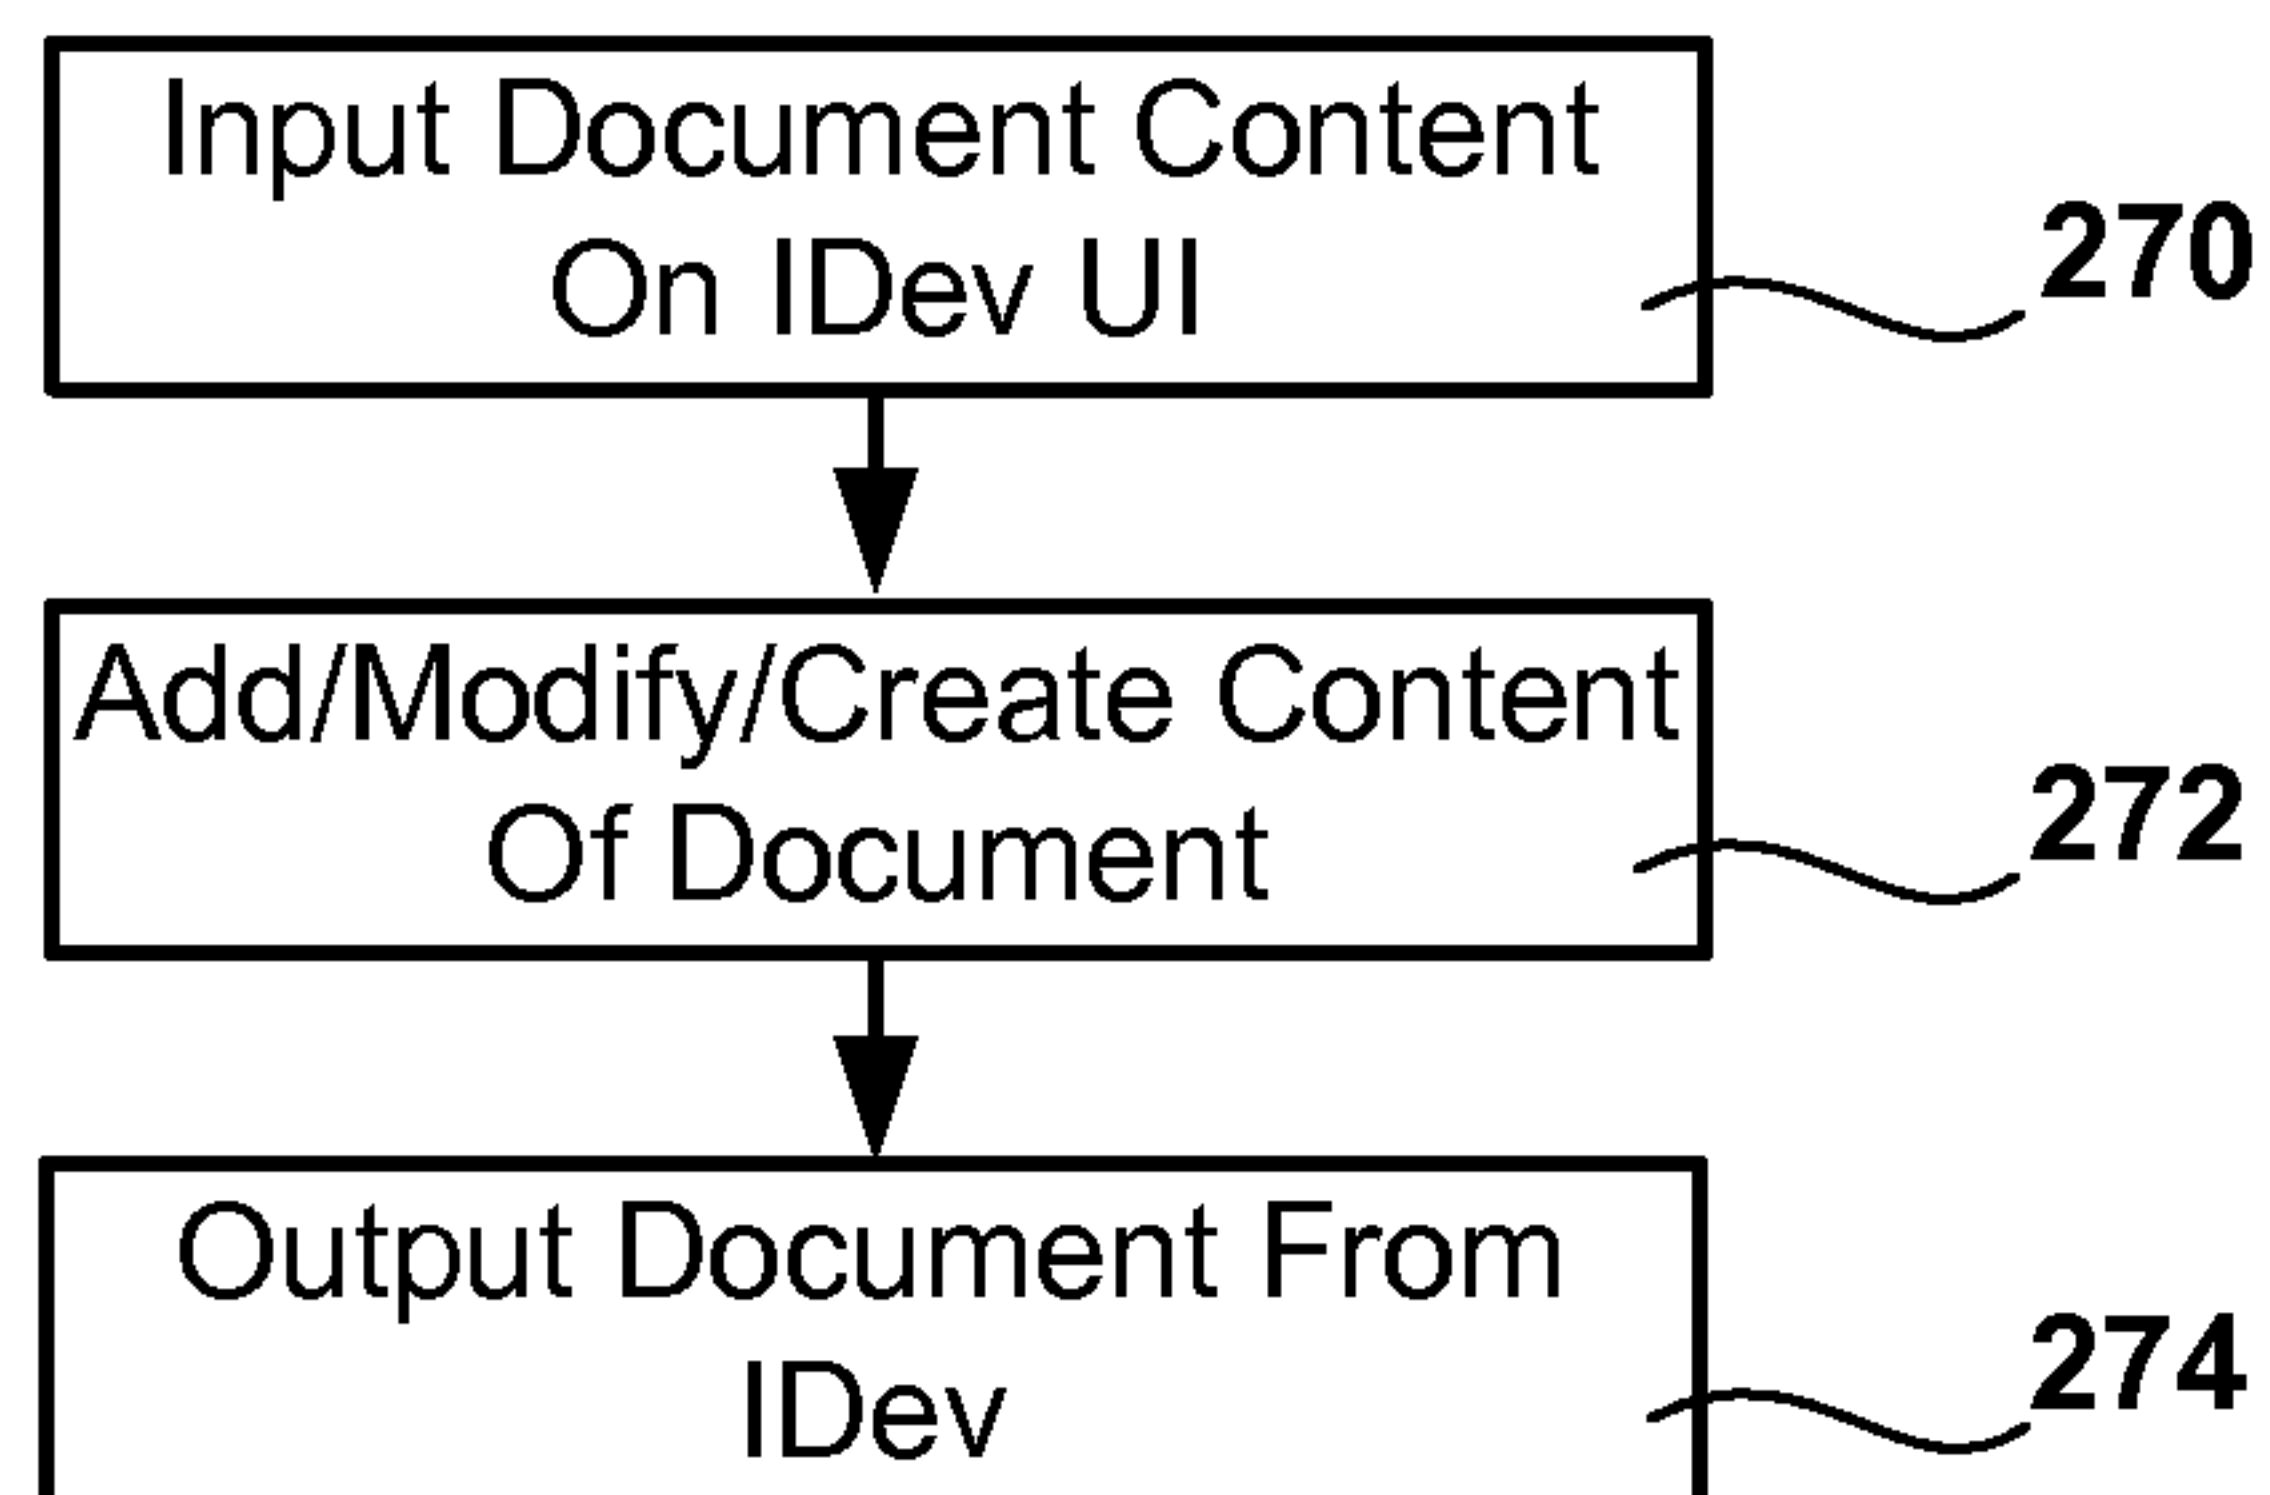 Input Document Content
On IDev UI
270
Add/Modify/Create Content
Of Document
272
Output Document From
IDev
274